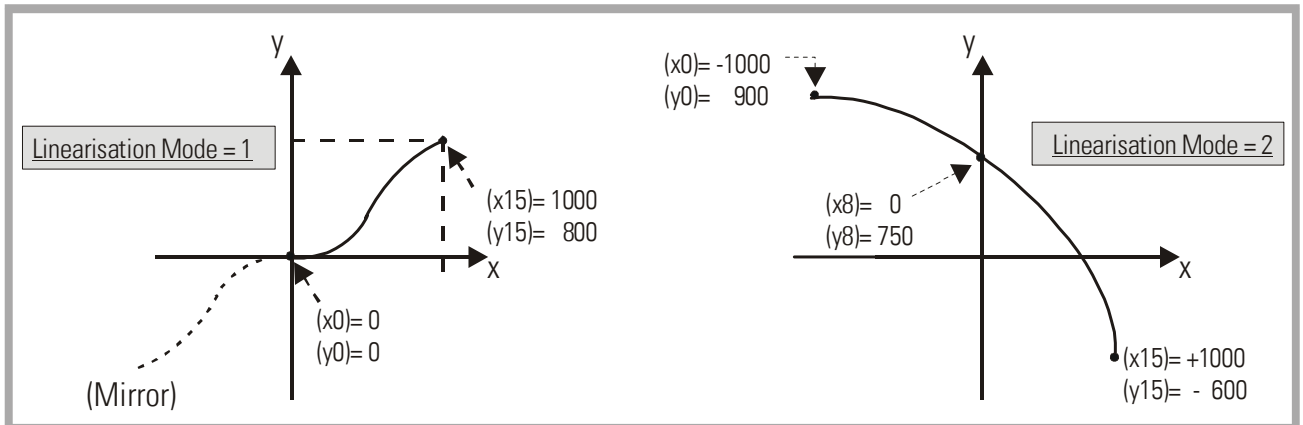 y
Linearisation Mode = 1
(x15)= 1000
(y15)= 800
x
(x0)= 0
(y0)= 0
(Mirror)
y
(x0)= -1000
(y0)= 900
Linearisation Mode = 2
(x8)= 0
(y8)= 750
x
(x15)= +1000
(y15)= - 600